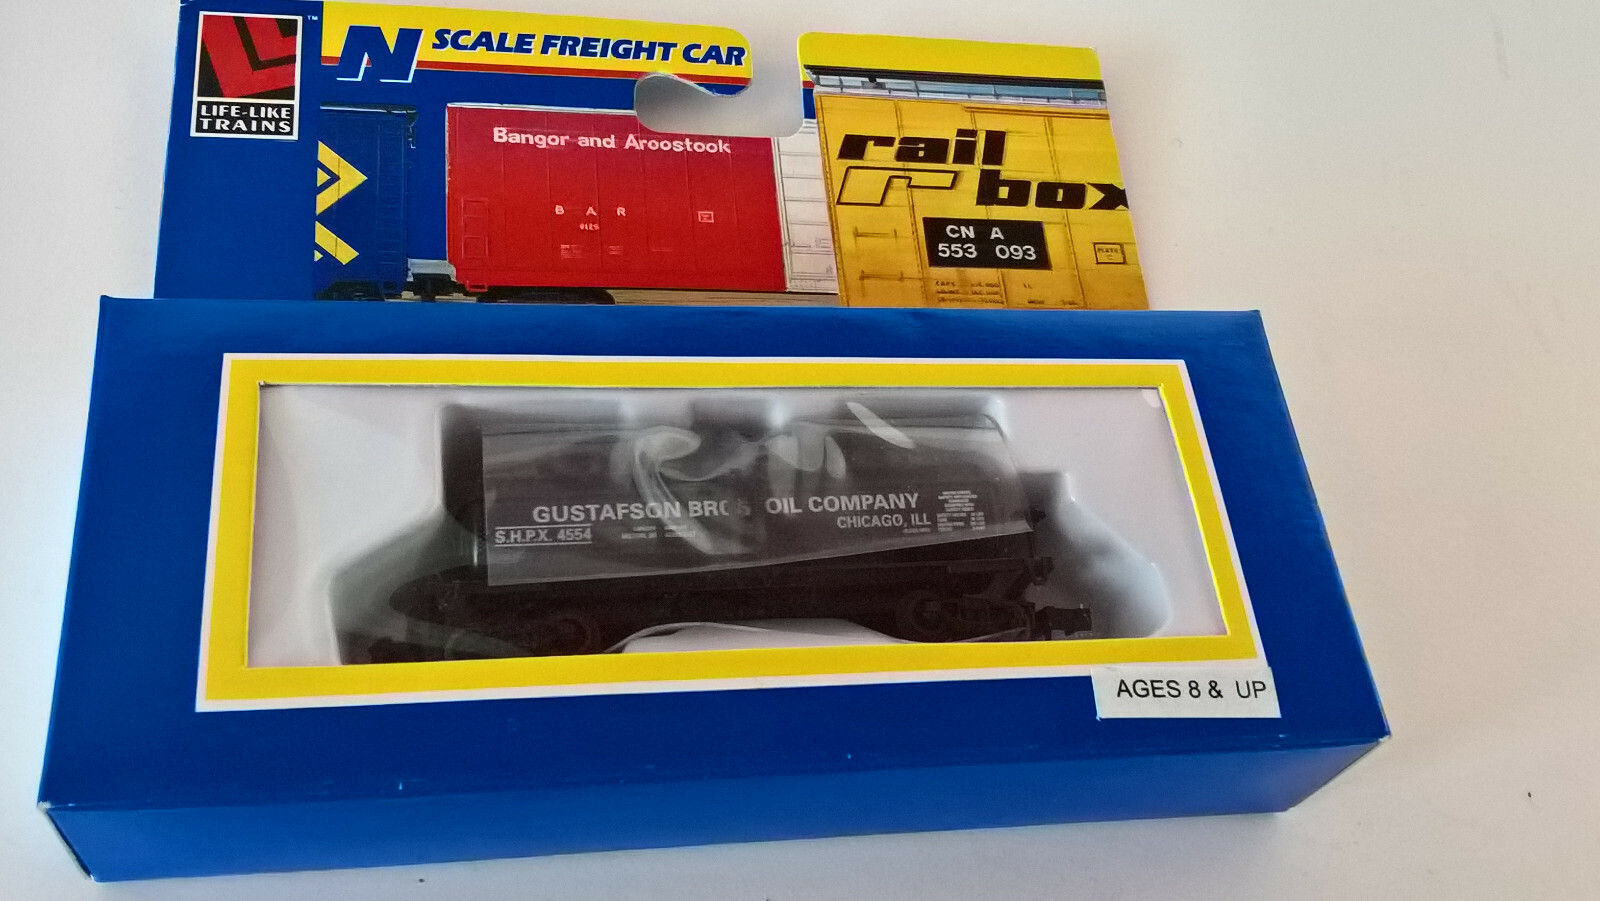 LIFE-LIKE
TRAINS
™
N SCALE FREIGHT CAR
Bangor and Aroostook
B A R
rail
box
CN A
553 093
GUSTAFSON BROS OIL COMPANY
CHICAGO, ILL
S.H.P.X. 4554
AGES 8 & UP